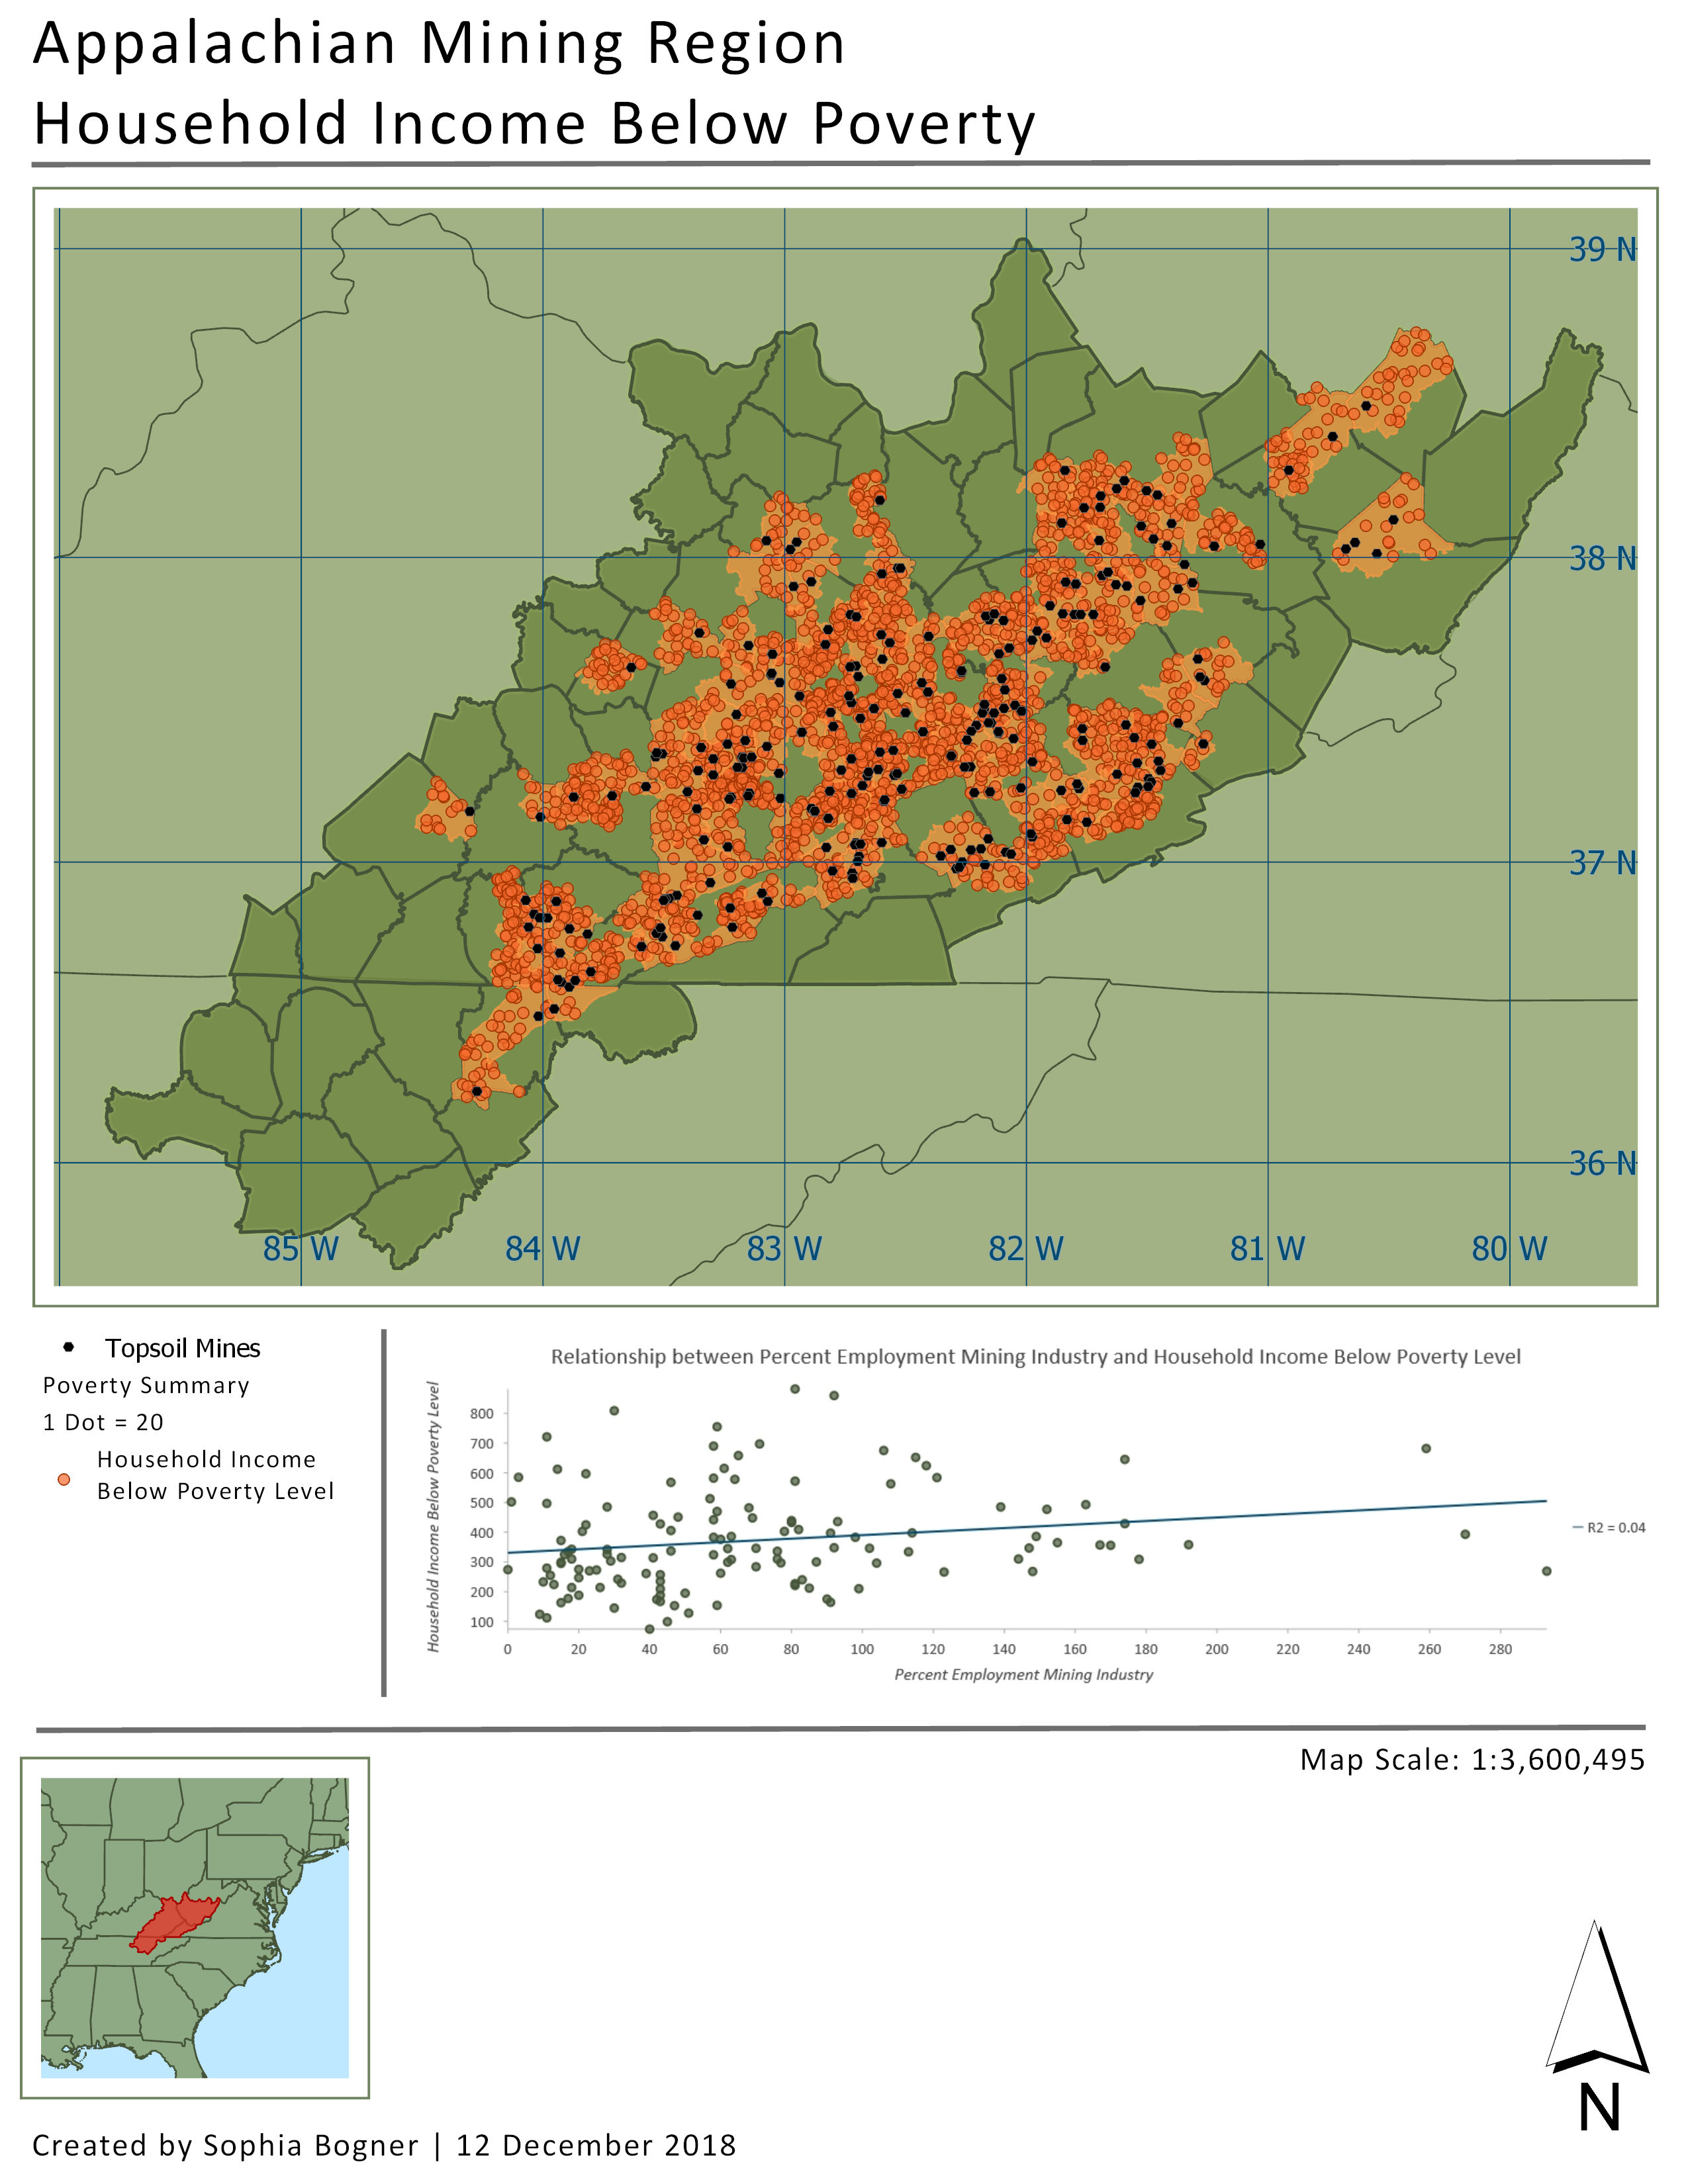 Appalachian Mining Region
Household Income Below Poverty
39 N
38 N
37 N
36 N
85 W
84 W
83 W
82 W
81 W
80 W
Topsoil Mines
Poverty Summary
1 Dot = 20
Household Income
Below Poverty Level
Relationship between Percent Employment Mining Industry and Household Income Below Poverty Level
Household Income Below Poverty Level
800
700
600
500
400
300
200
100
0
20
40
60
80
100
120
140
160
180
200
220
240
260
280
Percent Employment Mining Industry
R2 = 0.04
Map Scale: 1:3,600,495
N
Created by Sophia Bogner | 12 December 2018